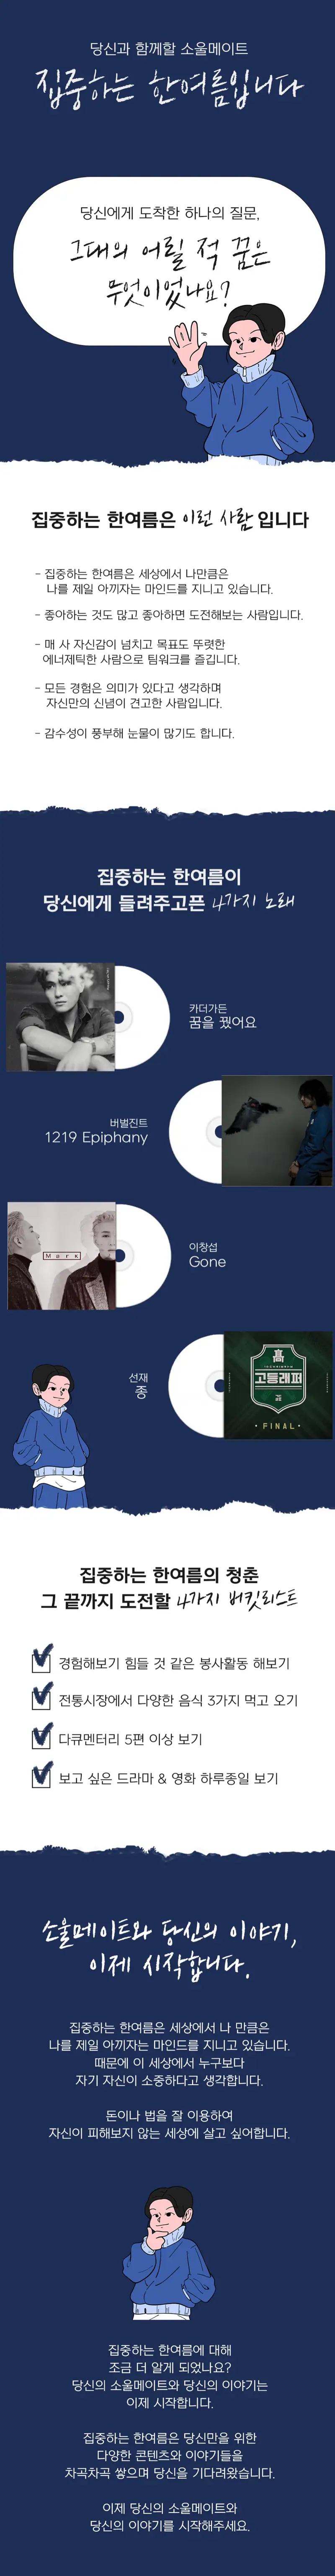 당신과 함께할 소울메이트
집중하는 한여름입니다
당신에게 도착한 하나의 질문,
그대의 어릴 적 꿈은
무엇이었나요?
집중하는 한여름은 이런 사람 입니다
- 집중하는 한여름은 세상에서 나만큼은
나를 제일 아끼자는 마인드를 지니고 있습니다.
- 좋아하는 것도 많고 좋아하면 도전해보는 사람입니다.
- 매 사 자신감이 넘치고 목표도 뚜렷한
에너제틱한 사람으로 팀워크를 즐깁니다.
- 모든 경험은 의미가 있다고 생각하며
자신만의 신념이 견고한 사람입니다.
- 감수성이 풍부해 눈물이 많기도 합니다.
집중하는 한여름이
당신에게 들려주고픈 4가지 노래
카더가든
꿈을 꿨어요
버벌진트
1219 Epiphany
Mark
이창섭
Gone
선재
종
高
고등래퍼
· FINAL ·
집중하는 한여름의 청춘
그 끝까지 도전할 4가지 버킷리스트
경험해보기 힘들 것 같은 봉사활동 해보기
전통시장에서 다양한 음식 3가지 먹고 오기
다큐멘터리 5편 이상 보기
보고 싶은 드라마 & 영화 하루종일 보기
소울메이트와 당신의 이야기,
이제 시작합니다.
집중하는 한여름은 세상에서 나 만큼은
나를 제일 아끼자는 마인드를 지니고 있습니다.
때문에 이 세상에서 누구보다
자기 자신이 소중하다고 생각합니다.
돈이나 법을 잘 이용하여
자신이 피해보지 않는 세상에 살고 싶어합니다.
집중하는 한여름에 대해
조금 더 알게 되었나요?
당신의 소울메이트와 당신의 이야기는
이제 시작합니다.
집중하는 한여름은 당신만을 위한
다양한 콘텐츠와 이야기들을
차곡차곡 쌓으며 당신을 기다려왔습니다.
이제 당신의 소울메이트와
당신의 이야기를 시작해주세요.